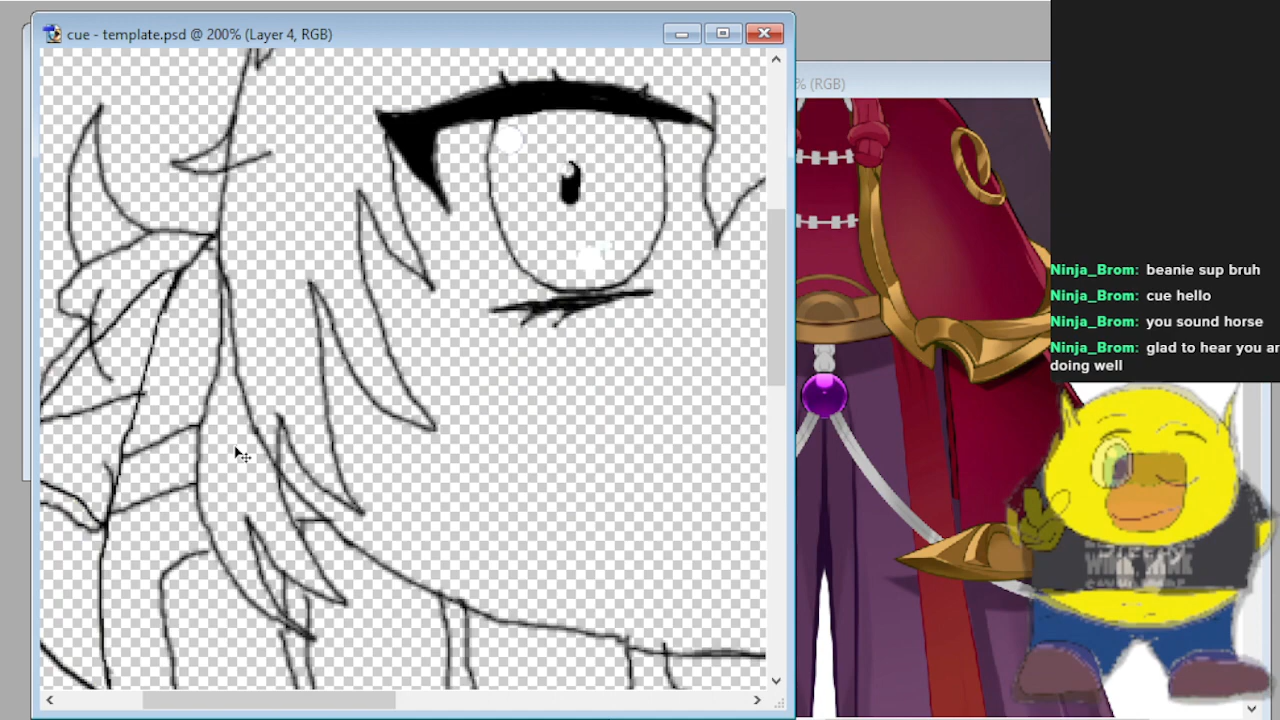 cue - template.psd @ 200% (Layer 4, RGB)
% (RGB)
Ninja_Brom: beanie sup bruh
Ninja_Brom: cue hello
Ninja_Brom: you sound horse
Ninja_Brom: glad to hear you ar
doing well